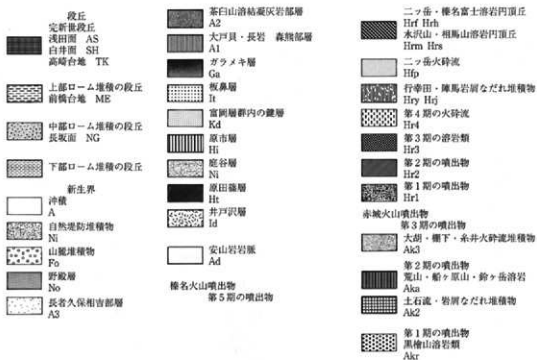 段丘
完新世段丘
浅田面 AS
白井面 SH
高崎台地 TK
上部ローム堆積の段丘
前橋台地 ME
中部ローム堆積の段丘
長坂面 NG
下部ローム堆積の段丘
新生界
沖積
A
自然堤防堆積物
Ni
山麓堆積物
Fo
野殿層
No
長者久保相吉部層
A3
茶臼山溶結凝灰岩部層
A2
大戸貝・長岩 森熊部層
A1
ガラメキ層
Ga
板鼻層
It
富岡層群内の鍵層
Kd
原市層
Hi
庭谷層
Ni
原田篠層
Ht
井戸沢層
Id
安山岩岩脈
Ad
榛名火山噴出物
第5期の噴出物
二ッ岳・榛名富士溶岩円頂丘
Hrf Hrh
水沢山・相馬山溶岩円頂丘
Hrm Hrs
二ッ岳火砕流
Hfp
行幸田・陣馬岩屑なだれ堆積物
Hry Hrj
第4期の火砕流
Hr4
第3期の溶岩類
Hr3
第2期の噴出物
Hr2
第1期の噴出物
Hr1
赤城火山噴出物
第3期の噴出物
大胡・棚下・糸井火砕流堆積物
Ak3
第2期の噴出物
荒山・船ヶ原山・鈴ヶ岳溶岩
Aka
土石流・岩屑なだれ堆積物
Ak2
第1期の噴出物
黒檜山溶岩類
Akr